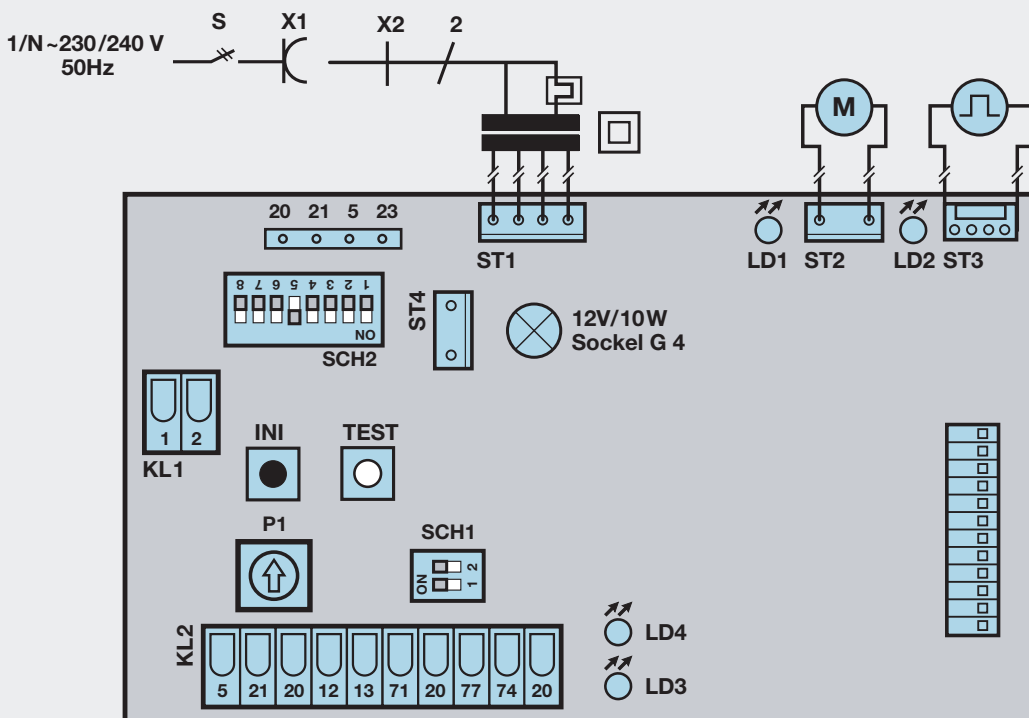 S X1 X2 2
1/N ~230/240 V
50Hz
M
20 21 5 23
ST1
LD1 ST2 LD2 ST3
8 7 6 5 4 3 2 1
ON
SCH2
ST4
12V/10W
Sockel G 4
1 2
KL1
INI TEST
P1
SCH1
ON
2
1
KL2
5 21 20 12 13 71 20 77 74 20
LD4
LD3